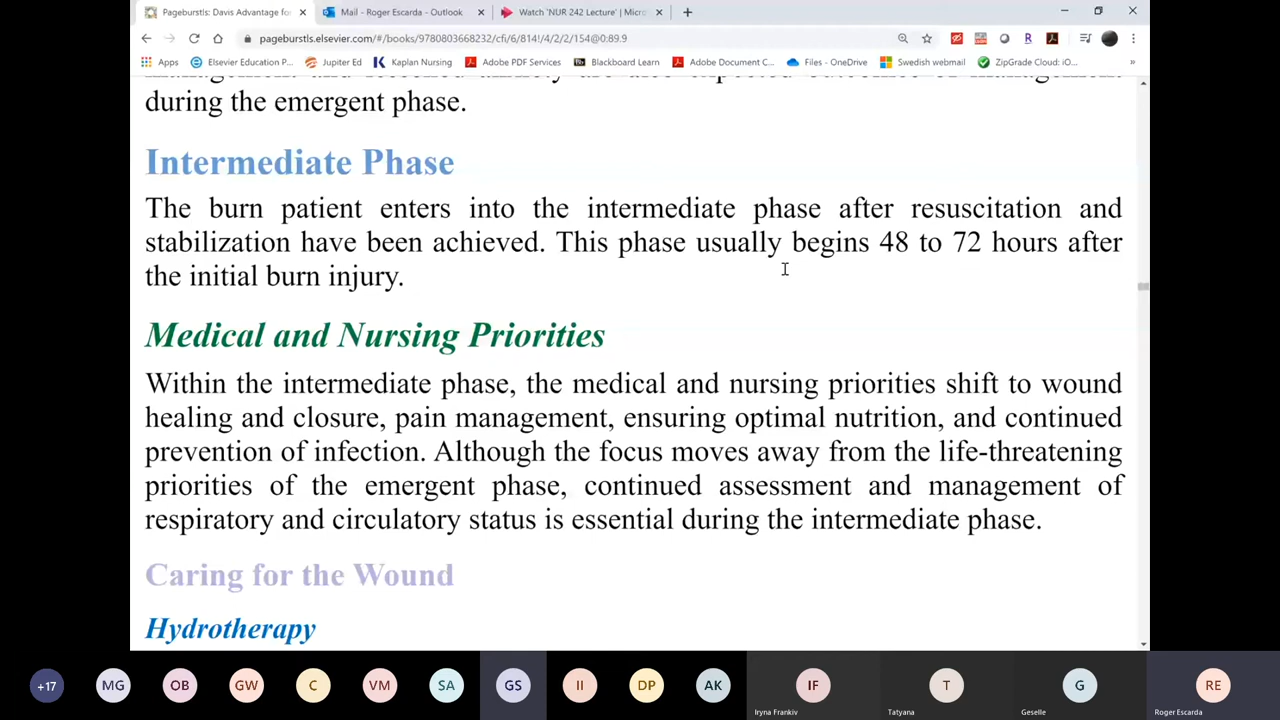 Pageburstls: Davis Advantage for
Mail - Roger Escarda - Outlook
Watch 'NUR 242 Lecture' | Micro
pageburstls.elsevier.com/#/books/9780803668232/cfi/6/814!/4/2/2/154@0:89.9
Apps
Elsevier Education P...
Jupiter Ed
Kaplan Nursing
Adobe PDF Services
Blackboard Learn
Adobe Document C...
Files - OneDrive
Swedish webmail
ZipGrade Cloud: iO...
during the emergent phase.
Intermediate Phase
The burn patient enters into the intermediate phase after resuscitation and
stabilization have been achieved. This phase usually begins 48 to 72 hours after
the initial burn injury.
Medical and Nursing Priorities
Within the intermediate phase, the medical and nursing priorities shift to wound
healing and closure, pain management, ensuring optimal nutrition, and continued
prevention of infection. Although the focus moves away from the life-threatening
priorities of the emergent phase, continued assessment and management of
respiratory and circulatory status is essential during the intermediate phase.
Caring for the Wound
Hydrotherapy
+17
MG
OB
GW
C
VM
SA
GS
II
DP
AK
IF
Iryna Frankiv
T
Tatyana
G
Geselle
RE
Roger Escarda